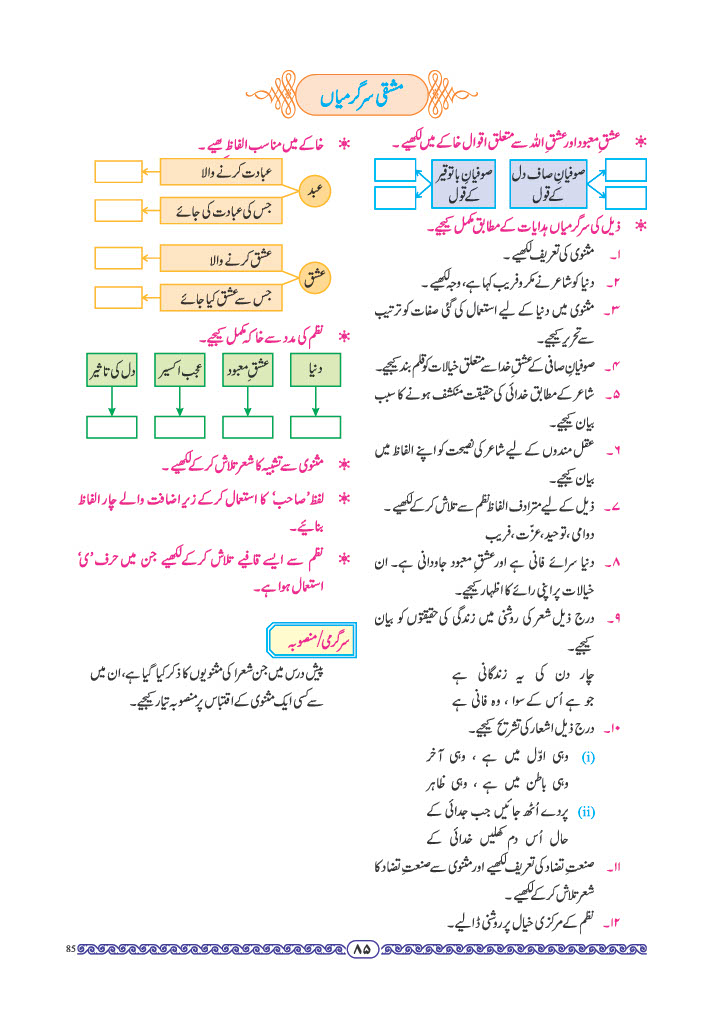 مشقی سرگرمیاں
* عشقِ معبود اور عشقِ اللہ سے متعلق اقوال خاکے میں لکھیے۔
صوفیانِ صاف دل
کے قول
صوفیانِ باتوقیر
کے قول
* ذیل کی سرگرمیاں ہدایات کے مطابق مکمل کیجیے۔
۱۔ مثنوی کی تعریف لکھیے۔
۲۔ دنیا کو شاعر نے مکر و فریب کہا ہے، وجہ لکھیے۔
۳۔ مثنوی میں دنیا کے لیے استعمال کی گئی صفات کو ترتیب
سے تحریر کیجیے۔
۴۔ صوفیانِ صافی کے عشقِ خدا سے متعلق خیالات کو قلم بند کیجیے۔
۵۔ شاعر کے مطابق خدائی کی حقیقت منکشف ہونے کا سبب
بیان کیجیے۔
۶۔ عقل مندوں کے لیے شاعر کی نصیحت کو اپنے الفاظ میں
بیان کیجیے۔
۷۔ ذیل کے لیے مترادف الفاظ نظم سے تلاش کرکے لکھیے۔
دوامی، توحید، عزّت، فریب
۸۔ دنیا سرائے فانی ہے اور عشقِ معبود جاودانی ہے۔ ان
خیالات پر اپنی رائے کا اظہار کیجیے۔
۹۔ درج ذیل شعر کی روشنی میں زندگی کی حقیقتوں کو بیان
کیجیے۔
چار دن کی یہ زندگانی ہے
جو ہے اُس کے سوا ، وہ فانی ہے
۱۰۔ درج ذیل اشعار کی تشریح کیجیے۔
(i) وہی اوّل میں ہے ، وہی آخر
وہی باطن میں ہے ، وہی ظاہر
(ii) پردے اُٹھ جائیں جب جدائی کے
حال اُس دم کھلیں خدائی کے
۱۱۔ صنعتِ تضاد کی تعریف لکھیے اور مثنوی سے صنعتِ تضاد کا
شعر تلاش کرکے لکھیے۔
۱۲۔ نظم کے مرکزی خیال پر روشنی ڈالیے۔
* خاکے میں مناسب الفاظ لکھیے۔
عبد
عبادت کرنے والا
جس کی عبادت کی جائے
عشق
عشق کرنے والا
جس سے عشق کیا جائے
* نظم کی مدد سے خاکہ مکمل کیجیے۔
دنیا عشقِ معبود عجب اکسیر دل کی تاثیر
* مثنوی سے تشبیہ کا شعر تلاش کرکے لکھیے۔
* لفظ 'صاحب' کا استعمال کرکے زیرِ اضافت والے چار الفاظ
بنائیے۔
* نظم سے ایسے قافیے تلاش کرکے لکھیے جن میں حرف 'ی'
استعمال ہوا ہے۔
سرگرمی/منصوبہ
پیش درس میں جن شعرا کی مثنویوں کا ذکر کیا گیا ہے، ان میں
سے کسی ایک مثنوی کے اقتباس پر منصوبہ تیار کیجیے۔
۸۵
85